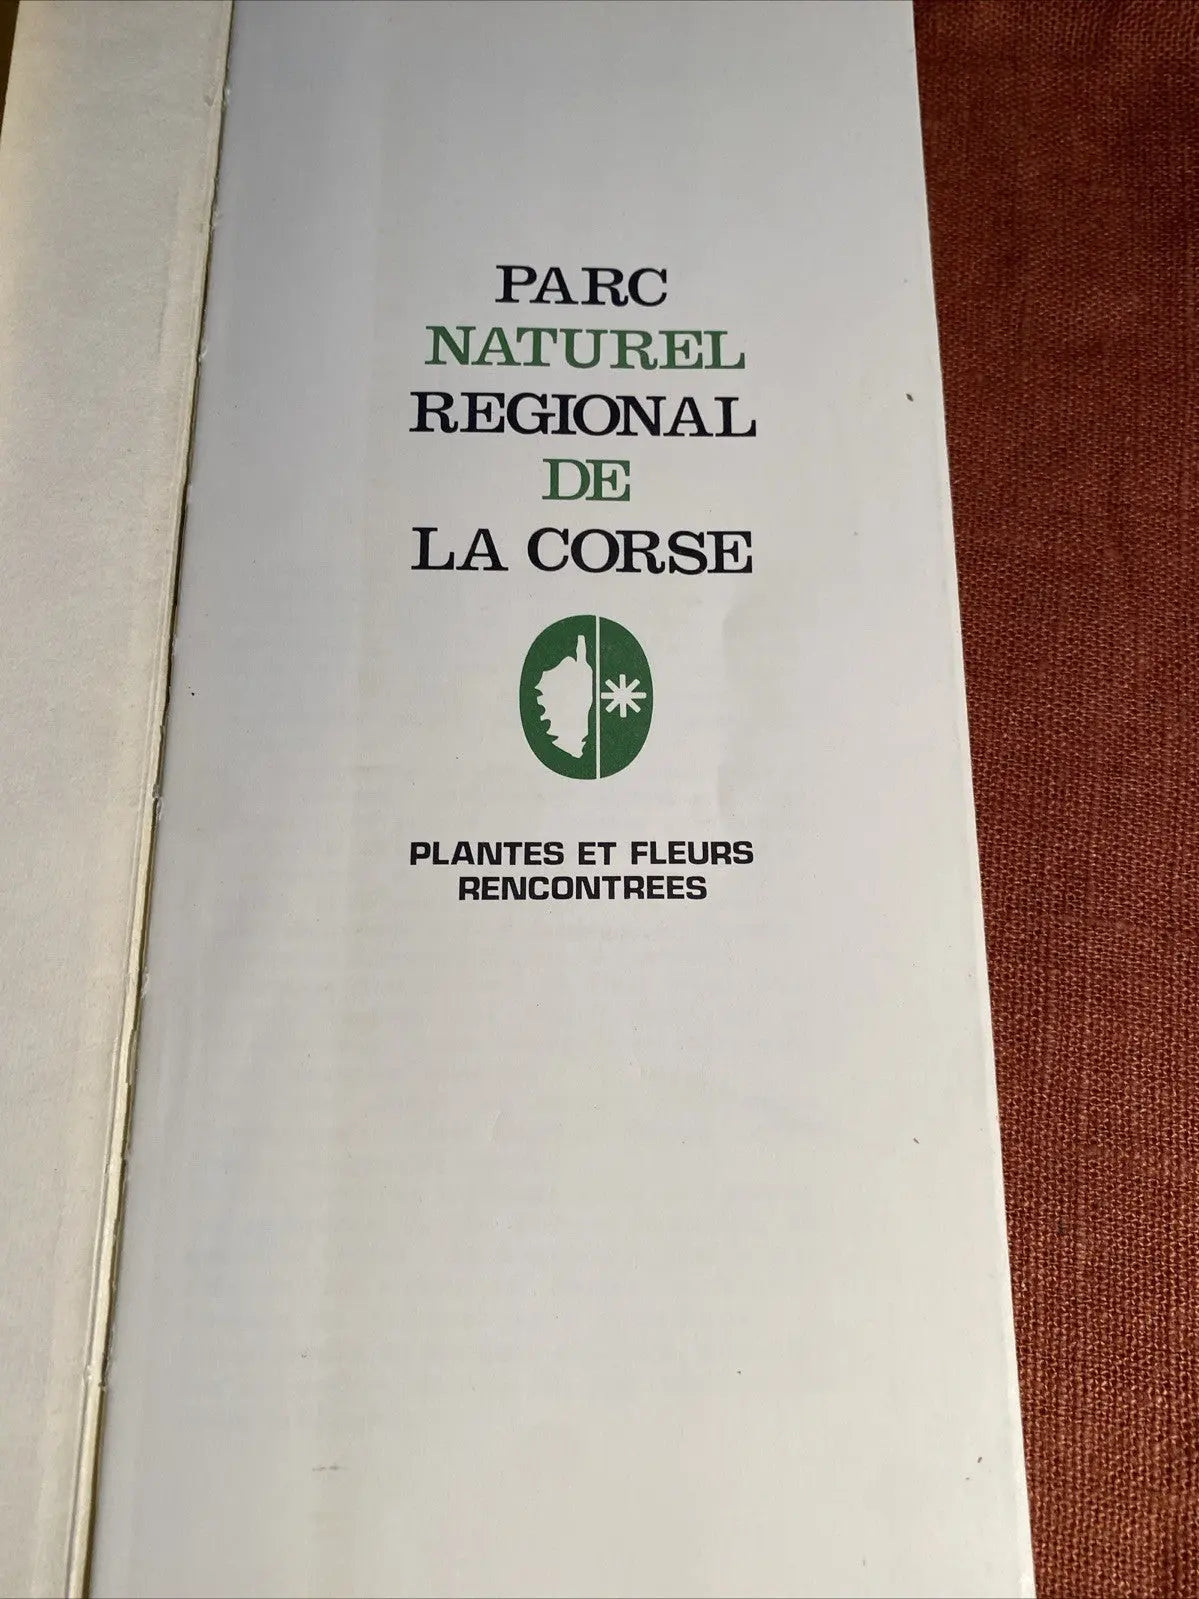 PARC
NATUREL
REGIONAL
DE
LA CORSE
PLANTES ET FLEURS
RENCONTREES